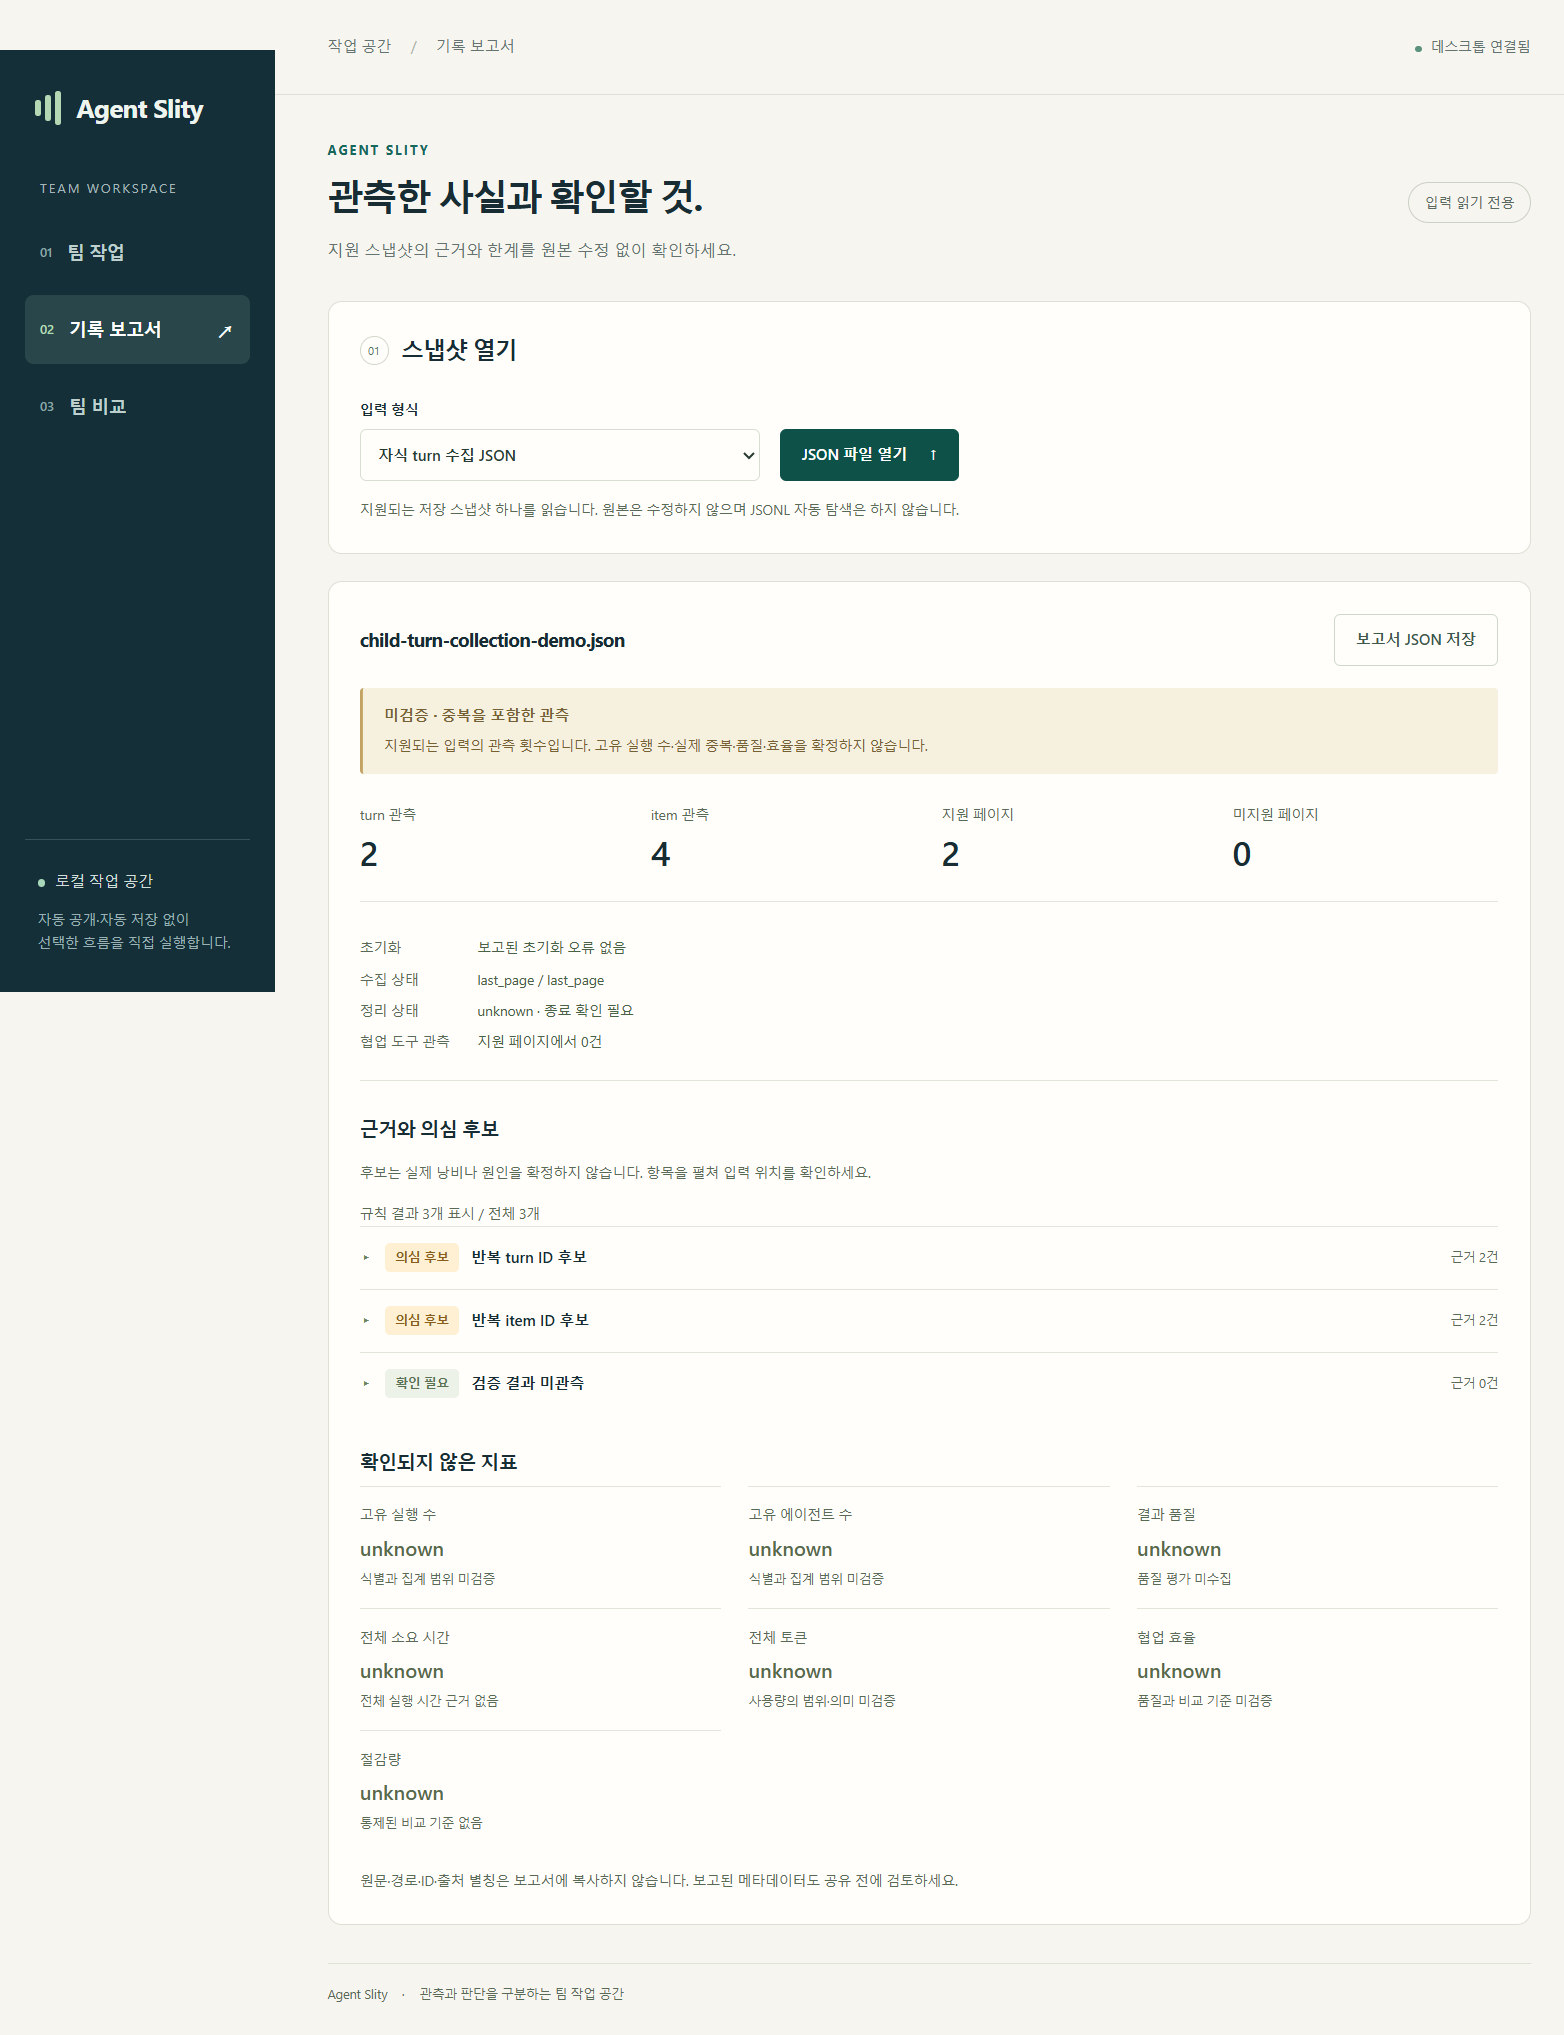 작업 공간 / 기록 보고서
데스크톱 연결됨
Agent Slity
TEAM WORKSPACE
01 팀 작업
02 기록 보고서 ↗
03 팀 비교
로컬 작업 공간
자동 공개·자동 저장 없이
선택한 흐름을 직접 실행합니다.
AGENT SLITY
관측한 사실과 확인할 것.
입력 읽기 전용
지원 스냅샷의 근거와 한계를 원본 수정 없이 확인하세요.
01 스냅샷 열기
입력 형식
자식 turn 수집 JSON
JSON 파일 열기 ↑
지원되는 저장 스냅샷 하나를 읽습니다. 원본은 수정하지 않으며 JSONL 자동 탐색은 하지 않습니다.
child-turn-collection-demo.json
보고서 JSON 저장
미검증 · 중복을 포함한 관측
지원되는 입력의 관측 횟수입니다. 고유 실행 수·실제 중복·품질·효율을 확정하지 않습니다.
turn 관측
2
item 관측
4
지원 페이지
2
미지원 페이지
0
초기화 보고된 초기화 오류 없음
수집 상태 last_page / last_page
정리 상태 unknown · 종료 확인 필요
협업 도구 관측 지원 페이지에서 0건
근거와 의심 후보
후보는 실제 낭비나 원인을 확정하지 않습니다. 항목을 펼쳐 입력 위치를 확인하세요.
규칙 결과 3개 표시 / 전체 3개
▸ 의심 후보 반복 turn ID 후보 근거 2건
▸ 의심 후보 반복 item ID 후보 근거 2건
▸ 확인 필요 검증 결과 미관측 근거 0건
확인되지 않은 지표
고유 실행 수
unknown
식별과 집계 범위 미검증
고유 에이전트 수
unknown
식별과 집계 범위 미검증
결과 품질
unknown
품질 평가 미수집
전체 소요 시간
unknown
전체 실행 시간 근거 없음
전체 토큰
unknown
사용량의 범위·의미 미검증
협업 효율
unknown
품질과 비교 기준 미검증
절감량
unknown
통제된 비교 기준 없음
원문·경로·ID·출처 별칭은 보고서에 복사하지 않습니다. 보고된 메타데이터도 공유 전에 검토하세요.
Agent Slity · 관측과 판단을 구분하는 팀 작업 공간